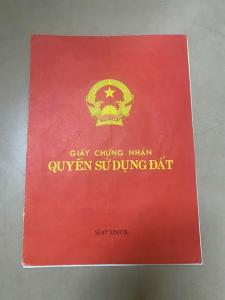 GIẤY CHỨNG NHẬN
QUYỀN SỬ DỤNG ĐẤT